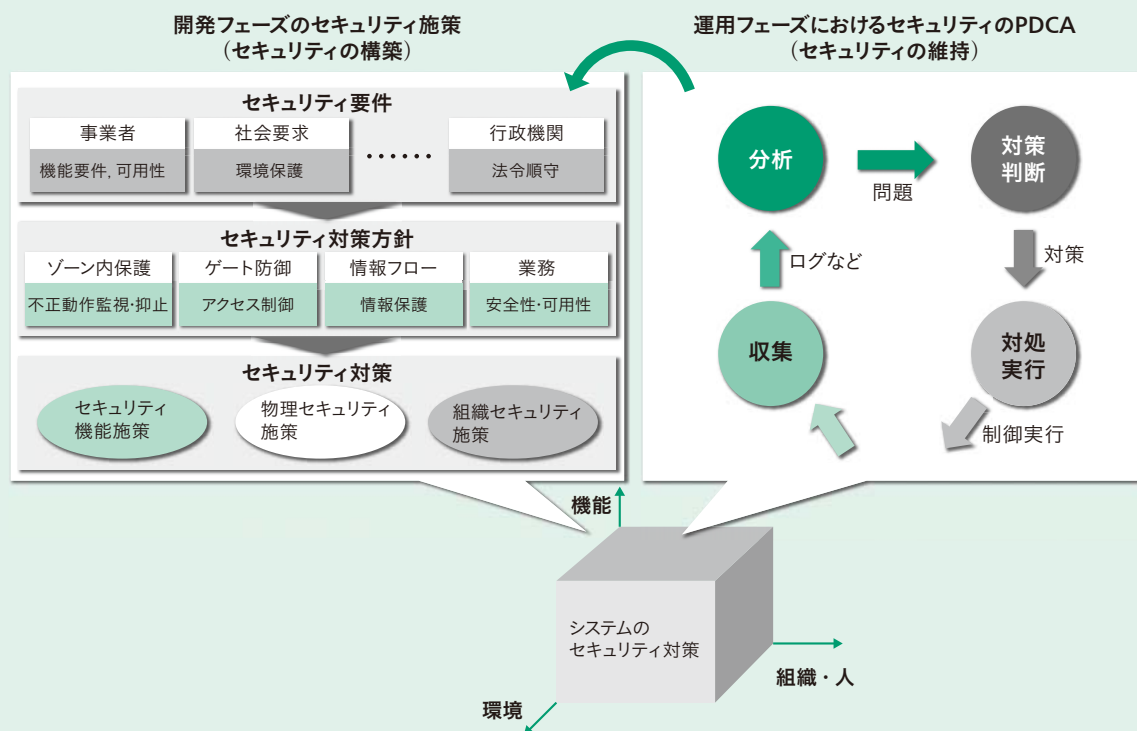 開発フェーズのセキュリティ施策
(セキュリティの構築)
セキュリティ要件
事業者
機能要件, 可用性
社会要求
環境保護
……
行政機関
法令順守
セキュリティ対策方針
ゾーン内保護
不正動作監視・抑止
ゲート防御
アクセス制御
情報フロー
情報保護
業務
安全性・可用性
セキュリティ対策
セキュリティ
機能施策
物理セキュリティ
施策
組織セキュリティ
施策
運用フェーズにおけるセキュリティのPDCA
(セキュリティの維持)
分析
問題
対策
判断
対策
対処
実行
制御実行
収集
ログなど
機能
システムの
セキュリティ対策
組織・人
環境